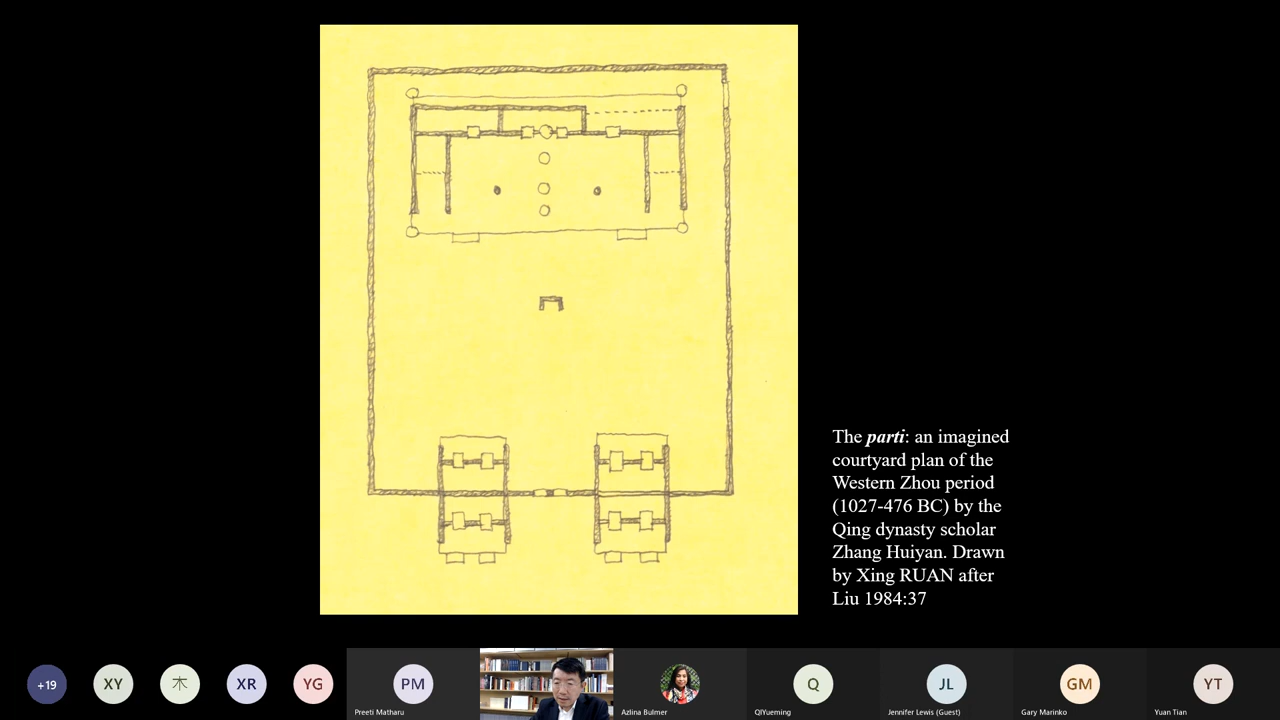 The parti: an imagined
courtyard plan of the
Western Zhou period
(1027-476 BC) by the
Qing dynasty scholar
Zhang Huiyan. Drawn
by Xing RUAN after
Liu 1984:37
+19
XY
木
XR
YG
PM
Q
JL
GM
YT
Preeti Matharu
Azlina Bulmer
QIYueming
Jennifer Lewis (Guest)
Gary Marinko
Yuan Tian